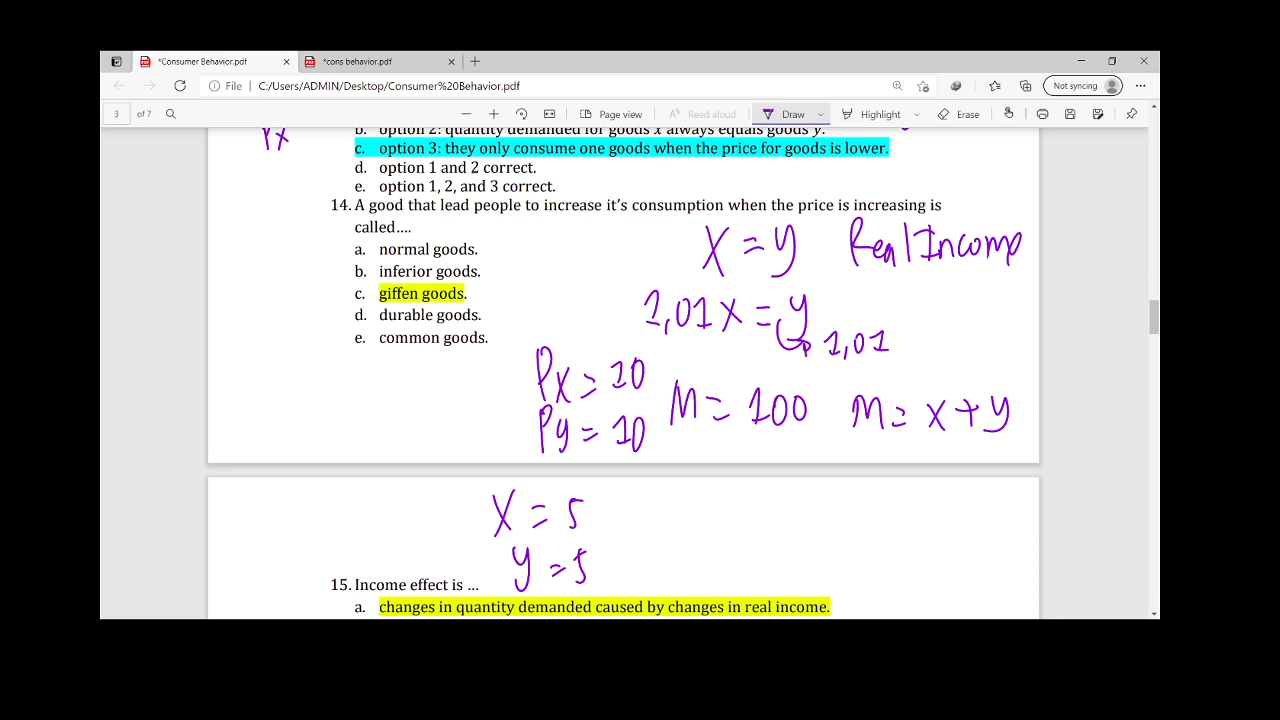 *Consumer Behavior.pdf
*cons behavior.pdf
File | C:/Users/ADMIN/Desktop/Consumer%20Behavior.pdf
Not syncing
3 of 7
Page view
Read aloud
Draw
Highlight
Erase
Px
b. option 2: quantity demanded for goods x always equals goods y.
c. option 3: they only consume one goods when the price for goods is lower.
d. option 1 and 2 correct.
e. option 1, 2, and 3 correct.
14. A good that lead people to increase it's consumption when the price is increasing is
called….
a. normal goods.
b. inferior goods.
c. giffen goods.
d. durable goods.
e. common goods.
X = y Real Incomp
1,01 X = y
1,01
Px = 10
Py = 10
M = 100 M = x + y
X = 5
y = 5
15. Income effect is …
a. changes in quantity demanded caused by changes in real income.